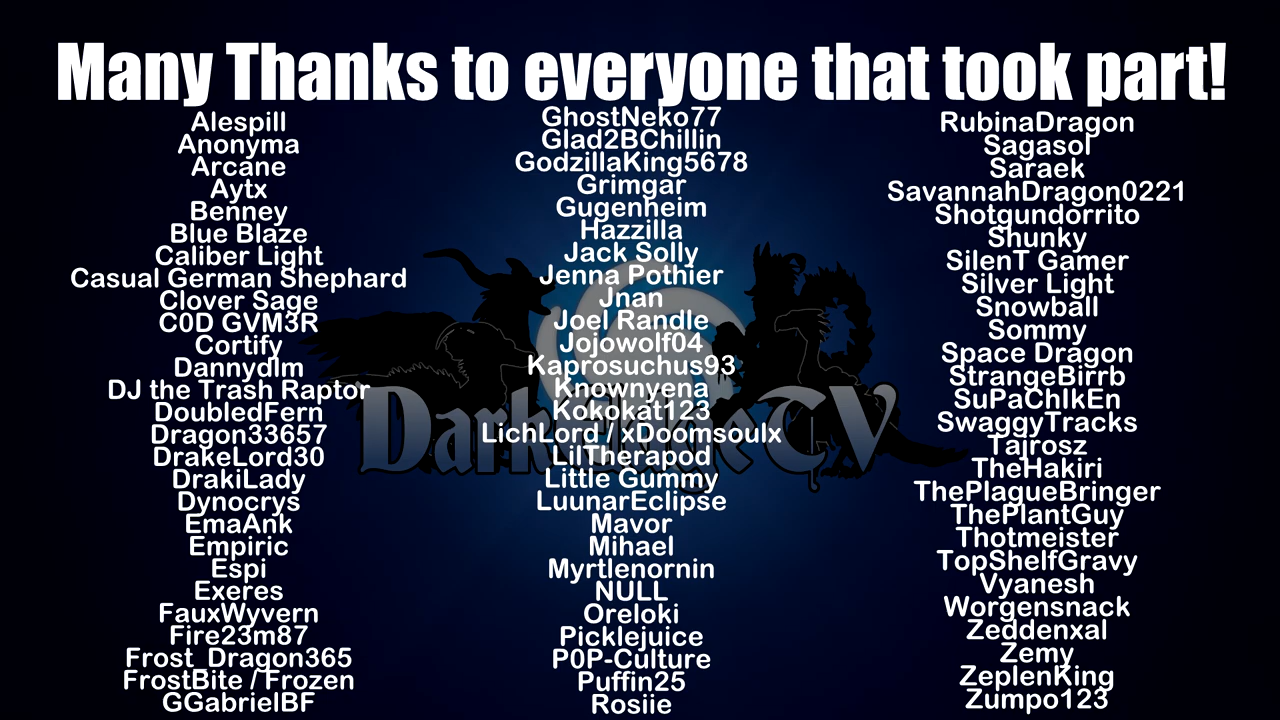 Many Thanks to everyone that took part!
Alespill
Anonyma
Arcane
Aytx
Benney
Blue Blaze
Caliber Light
Casual German Shephard
Clover Sage
C0D GVM3R
Cortify
Dannydlm
DJ the Trash Raptor
DoubledFern
Dragon33657
DrakeLord30
DrakiLady
Dynocrys
EmaAnk
Empiric
Espi
Exeres
FauxWyvern
Fire23m87
Frost_Dragon365
FrostBite / Frozen
GGabrielBF
GhostNeko77
Glad2BChillin
GodzillaKing5678
Grimgar
Gugenheim
Hazzilla
Jack Solly
Jenna Pothier
Jnan
Joel Randle
Jojowolf04
Kaprosuchus93
Knownyena
Kokokat123
LichLord / xDoomsoulx
LilTherapod
Little Gummy
LuunarEclipse
Mavor
Mihael
Myrtlenornin
NULL
Oreloki
Picklejuice
P0P-Culture
Puffin25
Rosiie
RubinaDragon
Sagasol
Saraek
SavannahDragon0221
Shotgundorrito
Shunky
SilenT Gamer
Silver Light
Snowball
Sommy
Space Dragon
StrangeBirrb
SuPaChIkEn
SwaggyTracks
Tajrosz
TheHakiri
ThePlagueBringer
ThePlantGuy
Thotmeister
TopShelfGravy
Vyanesh
Worgensnack
Zeddenxal
Zemy
ZeplenKing
Zumpo123